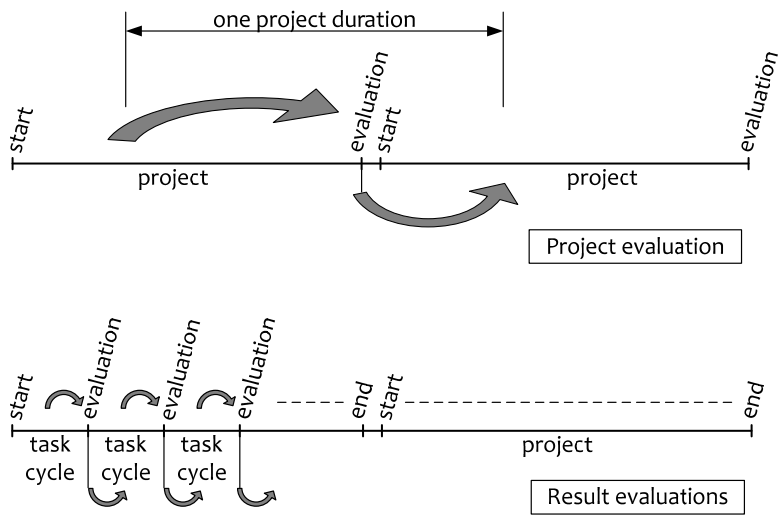 one project duration
start
evaluation
start
evaluation
project
project
Project evaluation
start
evaluation
evaluation
evaluation
end
start
end
task
cycle
task
cycle
task
cycle
project
Result evaluations